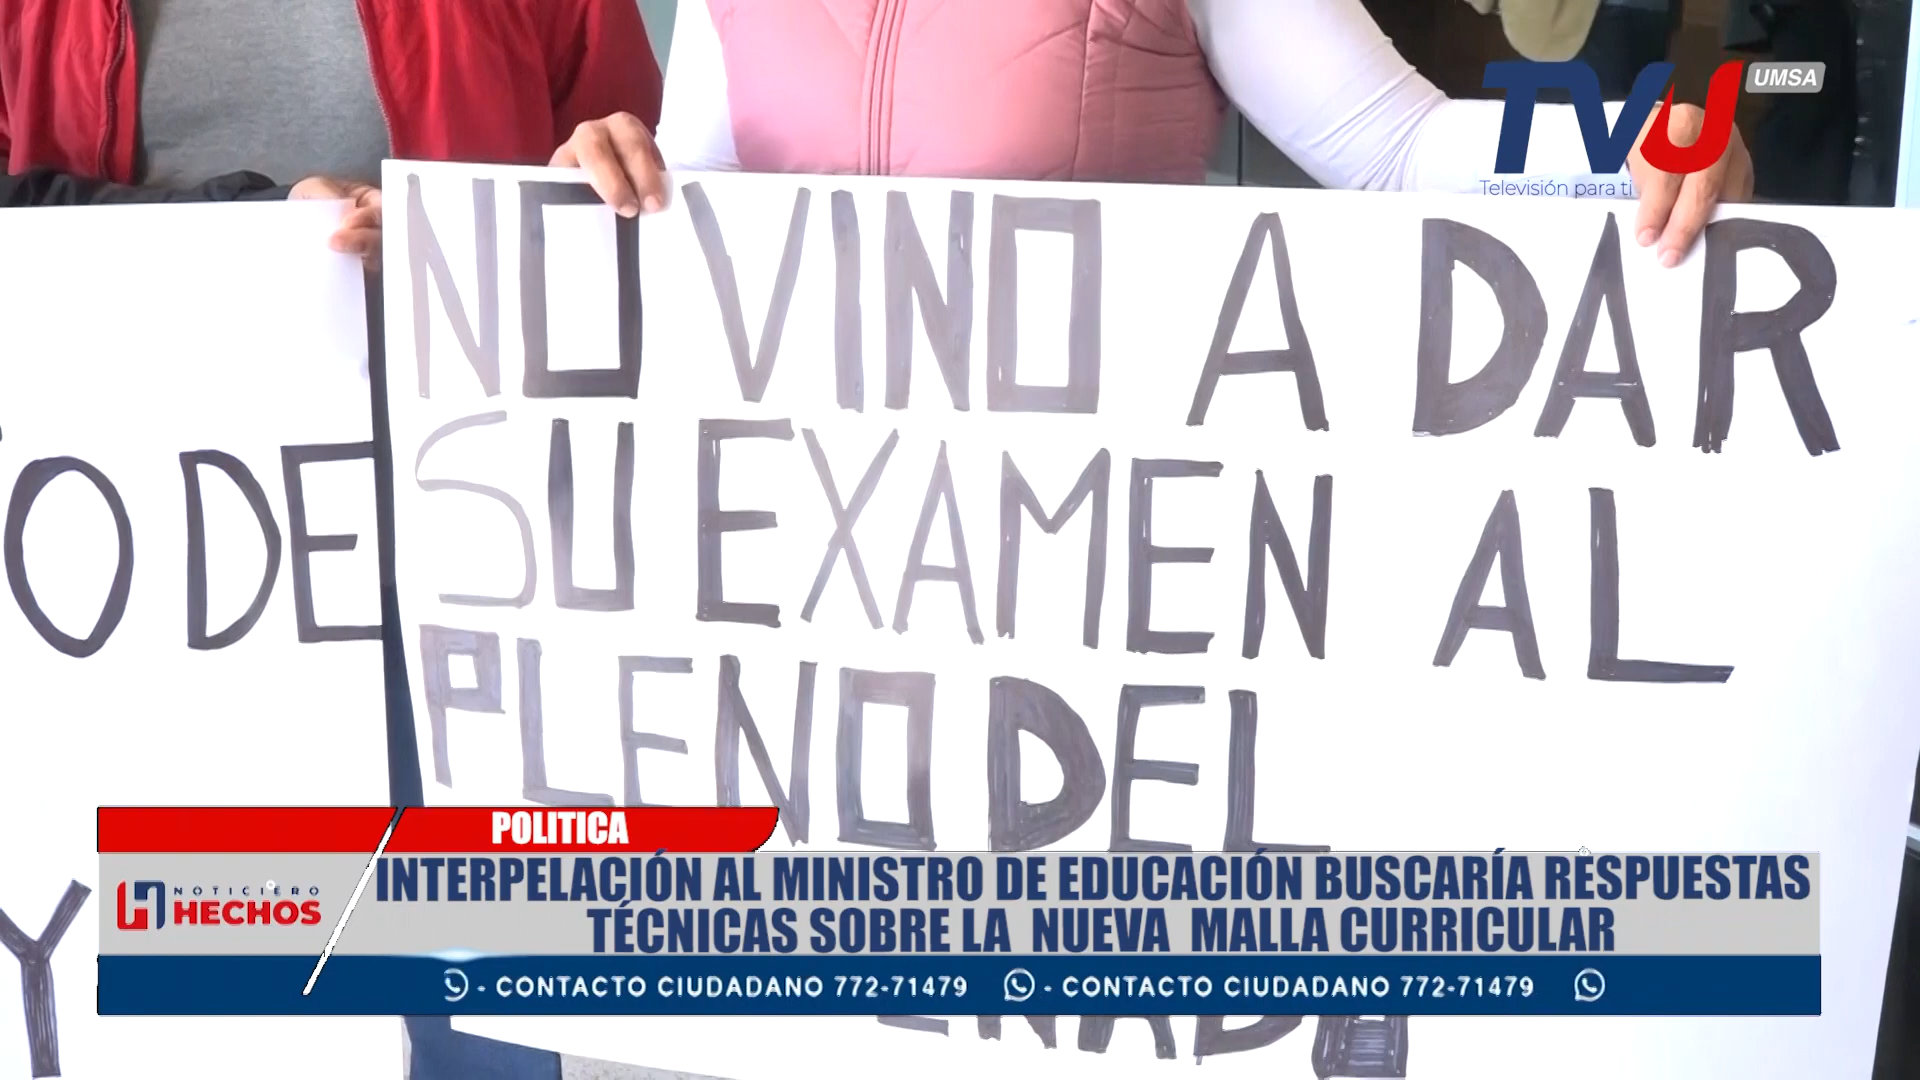 TVU UMSA
Televisión para ti
NO VINO A DAR
SU EXAMEN AL
PLENO DEL
O DE
Y
POLITICA
NOTICIERO
HECHOS
INTERPELACIÓN AL MINISTRO DE EDUCACIÓN BUSCARÍA RESPUESTAS
TÉCNICAS SOBRE LA NUEVA MALLA CURRICULAR
- CONTACTO CIUDADANO 772-71479 - CONTACTO CIUDADANO 772-71479